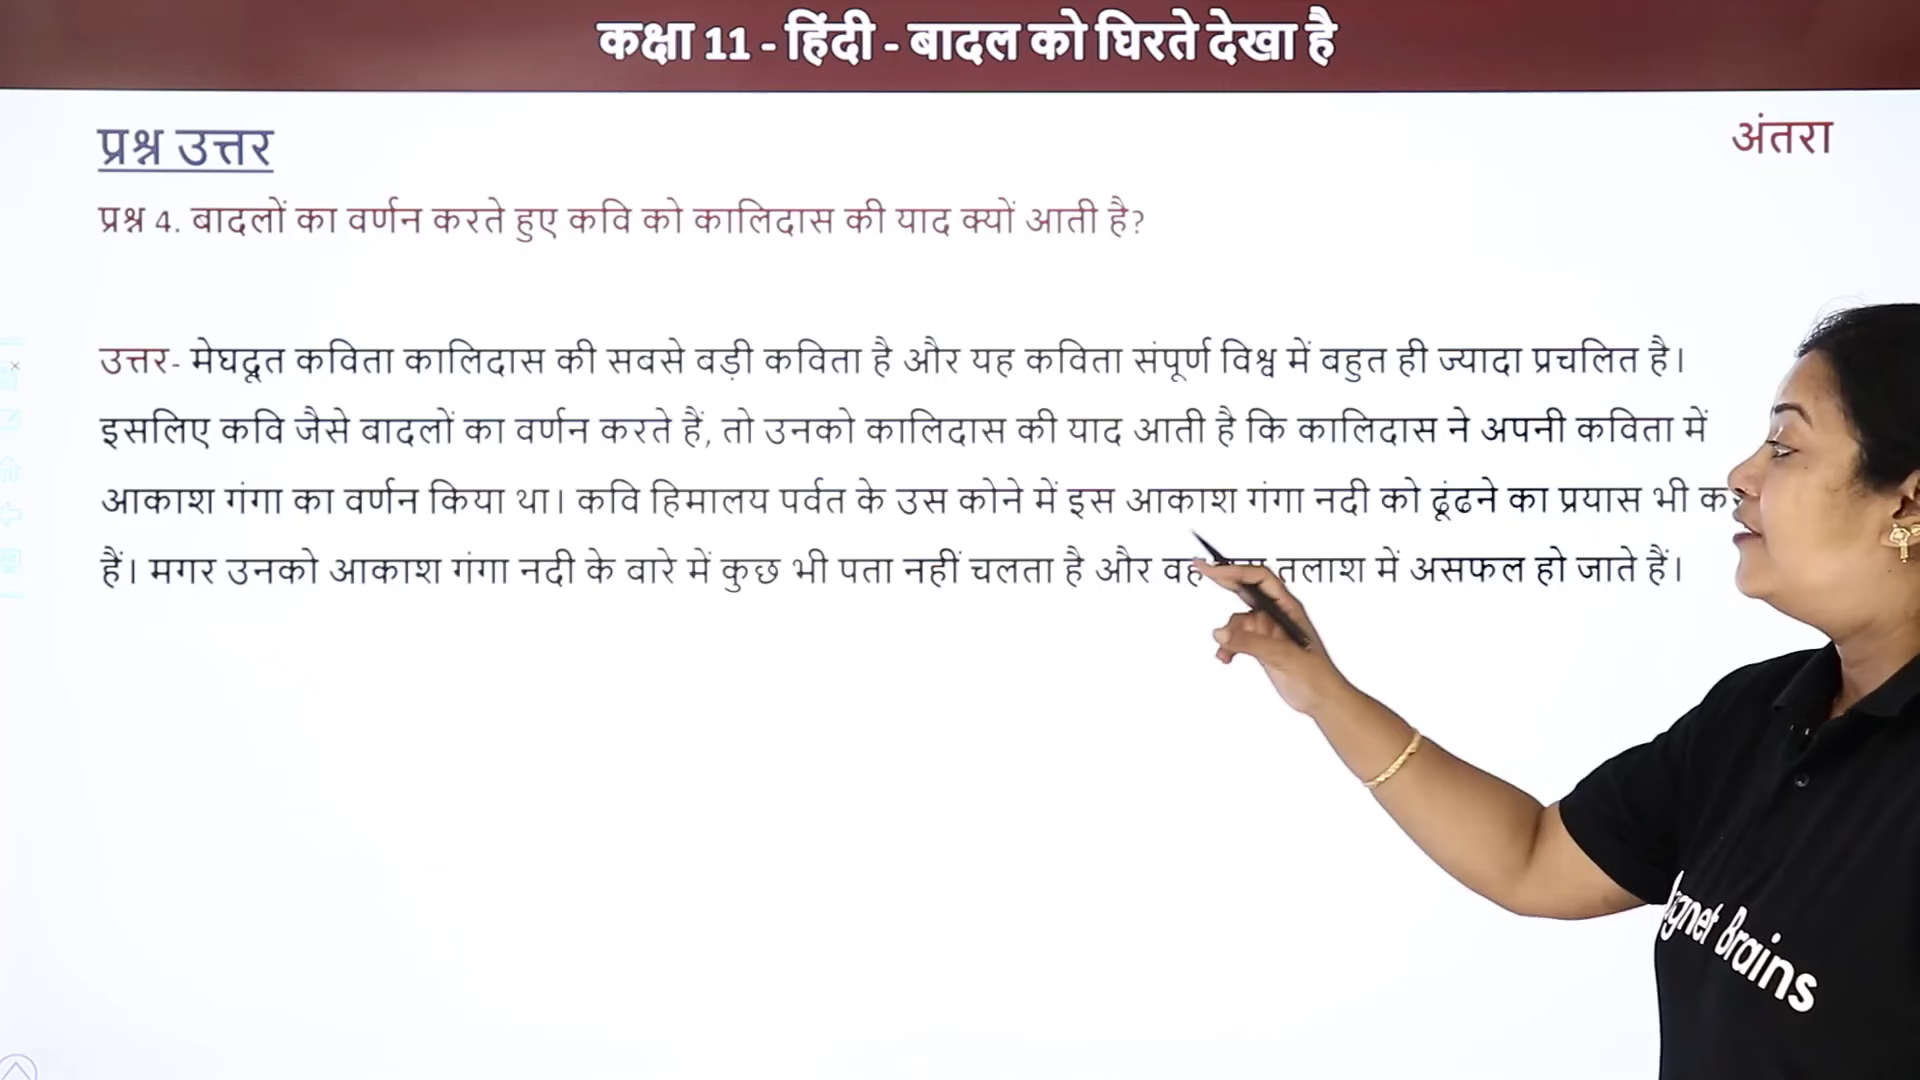 कक्षा 11 - हिंदी - बादल को घिरते देखा है
प्रश्न उत्तर
अंतरा
प्रश्न 4. बादलों का वर्णन करते हुए कवि को कालिदास की याद क्यों आती है?
उत्तर- मेघदूत कविता कालिदास की सबसे बड़ी कविता है और यह कविता संपूर्ण विश्व में बहुत ही ज्यादा प्रचलित है।
इसलिए कवि जैसे बादलों का वर्णन करते हैं, तो उनको कालिदास की याद आती है कि कालिदास ने अपनी कविता में
आकाश गंगा का वर्णन किया था। कवि हिमालय पर्वत के उस कोने में इस आकाश गंगा नदी को ढूंढने का प्रयास भी
हैं। मगर उनको आकाश गंगा नदी के बारे में कुछ भी पता नहीं चलता है और वह तलाश में असफल हो जाते हैं।
Brains